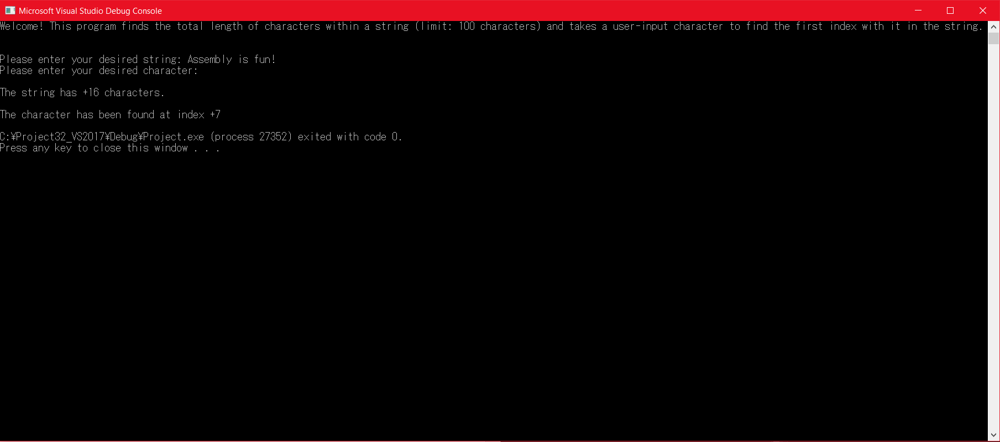 Microsoft Visual Studio Debug Console
Welcome! This program finds the total length of characters within a string (limit: 100 characters) and takes a user-input character to find the first index with it in the string.
Please enter your desired string: Assembly is fun!
Please enter your desired character:
The string has +16 characters.
The character has been found at index +7
C:¥Project32_VS2017¥Debug¥Project.exe (process 27352) exited with code 0.
Press any key to close this window . . .